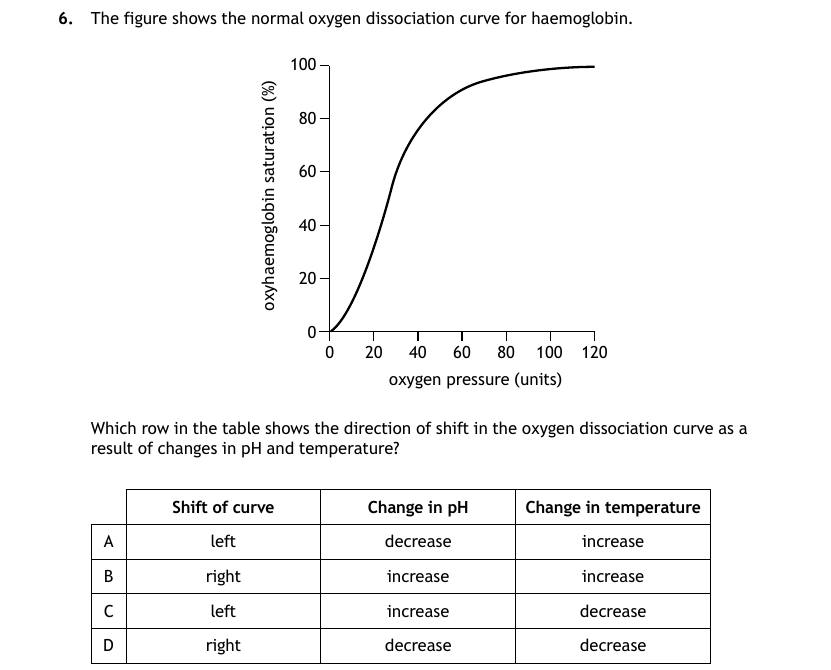 6. The figure shows the normal oxygen dissociation curve for haemoglobin.
oxyhaemoglobin saturation (%)
100
80
60
40
20
0
0 20 40 60 80 100 120
oxygen pressure (units)
Which row in the table shows the direction of shift in the oxygen dissociation curve as a
result of changes in pH and temperature?
Shift of curve Change in pH Change in temperature
A left decrease increase
B right increase increase
C left increase decrease
D right decrease decrease